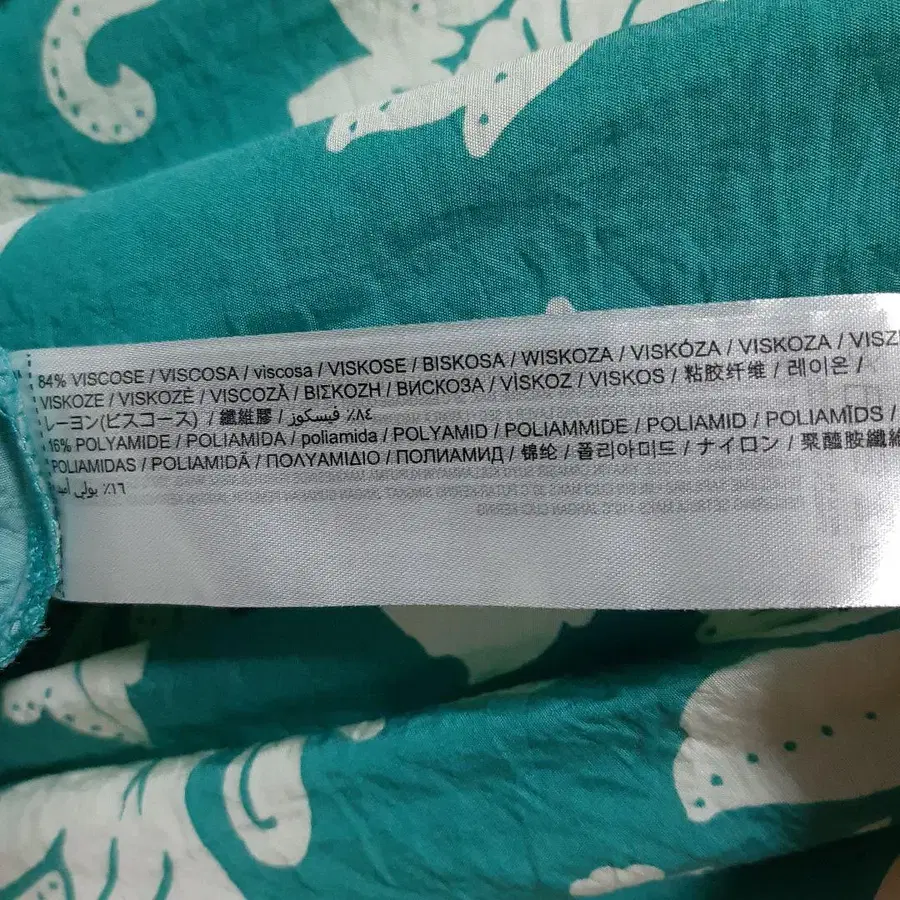 84% VISCOSE / VISCOSA / viscosa / VISKOSE / BISKOSA / WISKOZA / VISKÓZA / VISKOZA /
VISKOZE / VISKOZĖ / VISCOZĂ / ΒΙΣΚΟΖΗ / ВИСКОЗА / VİSKOZ / VISKOS / 粘胶纤维 / 레이온 /
レーヨン(ビスコース) / 纖維膠 / ٨٤٪ فيسكوز
16% POLYAMIDE / POLIAMIDA / poliamida / POLYAMID / POLIAMMIDE / POLIAMID / POLIAMĪDS /
POLIAMIDAS / POLIAMIDĂ / ΠΟΛΥΑΜΙΔΙΟ / ПОЛИАМИД / 锦纶 / 폴리아미드 / ナイロン / 聚醯胺纖維
١٦٪ بولي